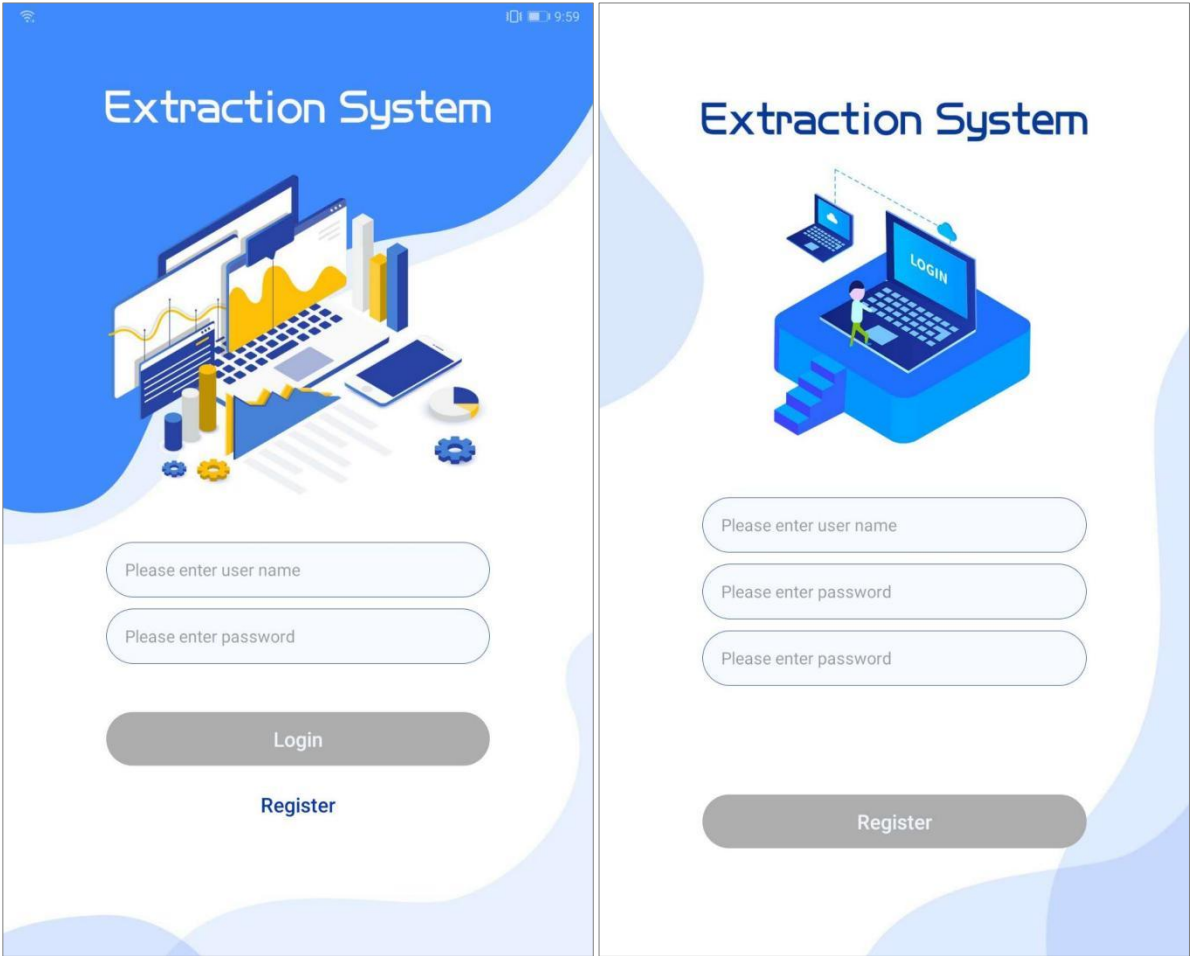 9:59
Extraction System
Please enter user name
Please enter password
Login
Register
Extraction System
LOGIN
Please enter user name
Please enter password
Please enter password
Register